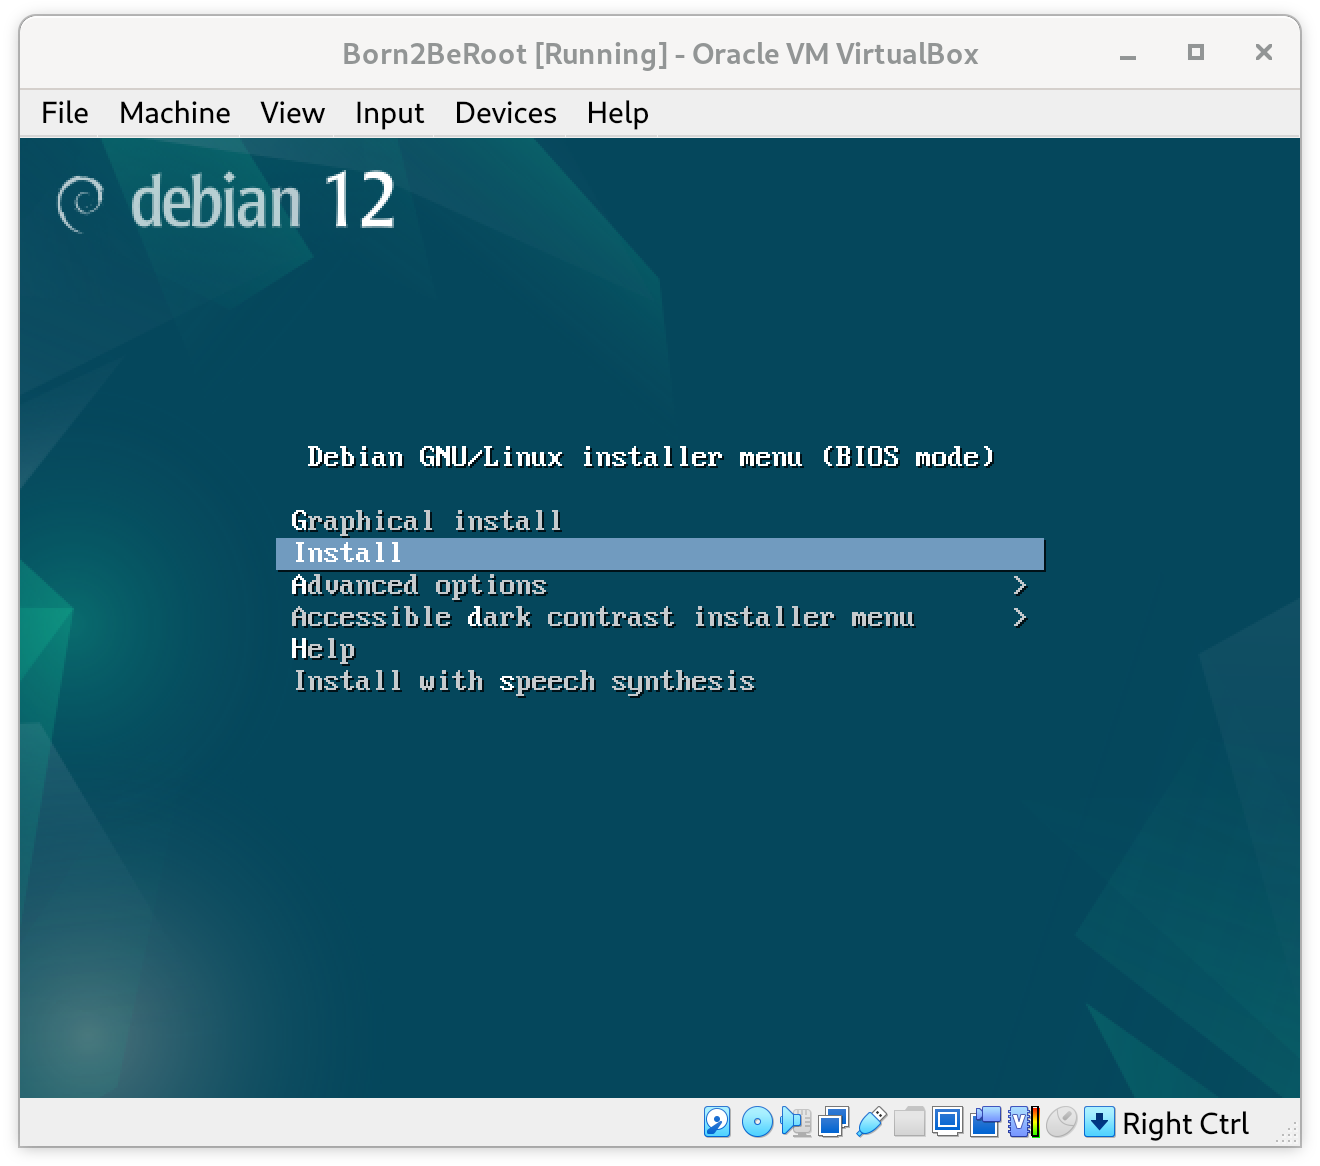 Born2BeRoot [Running] - Oracle VM VirtualBox
File Machine View Input Devices Help
debian 12
Debian GNU/Linux installer menu (BIOS mode)
Graphical install
Install
Advanced options >
Accessible dark contrast installer menu >
Help
Install with speech synthesis
Right Ctrl